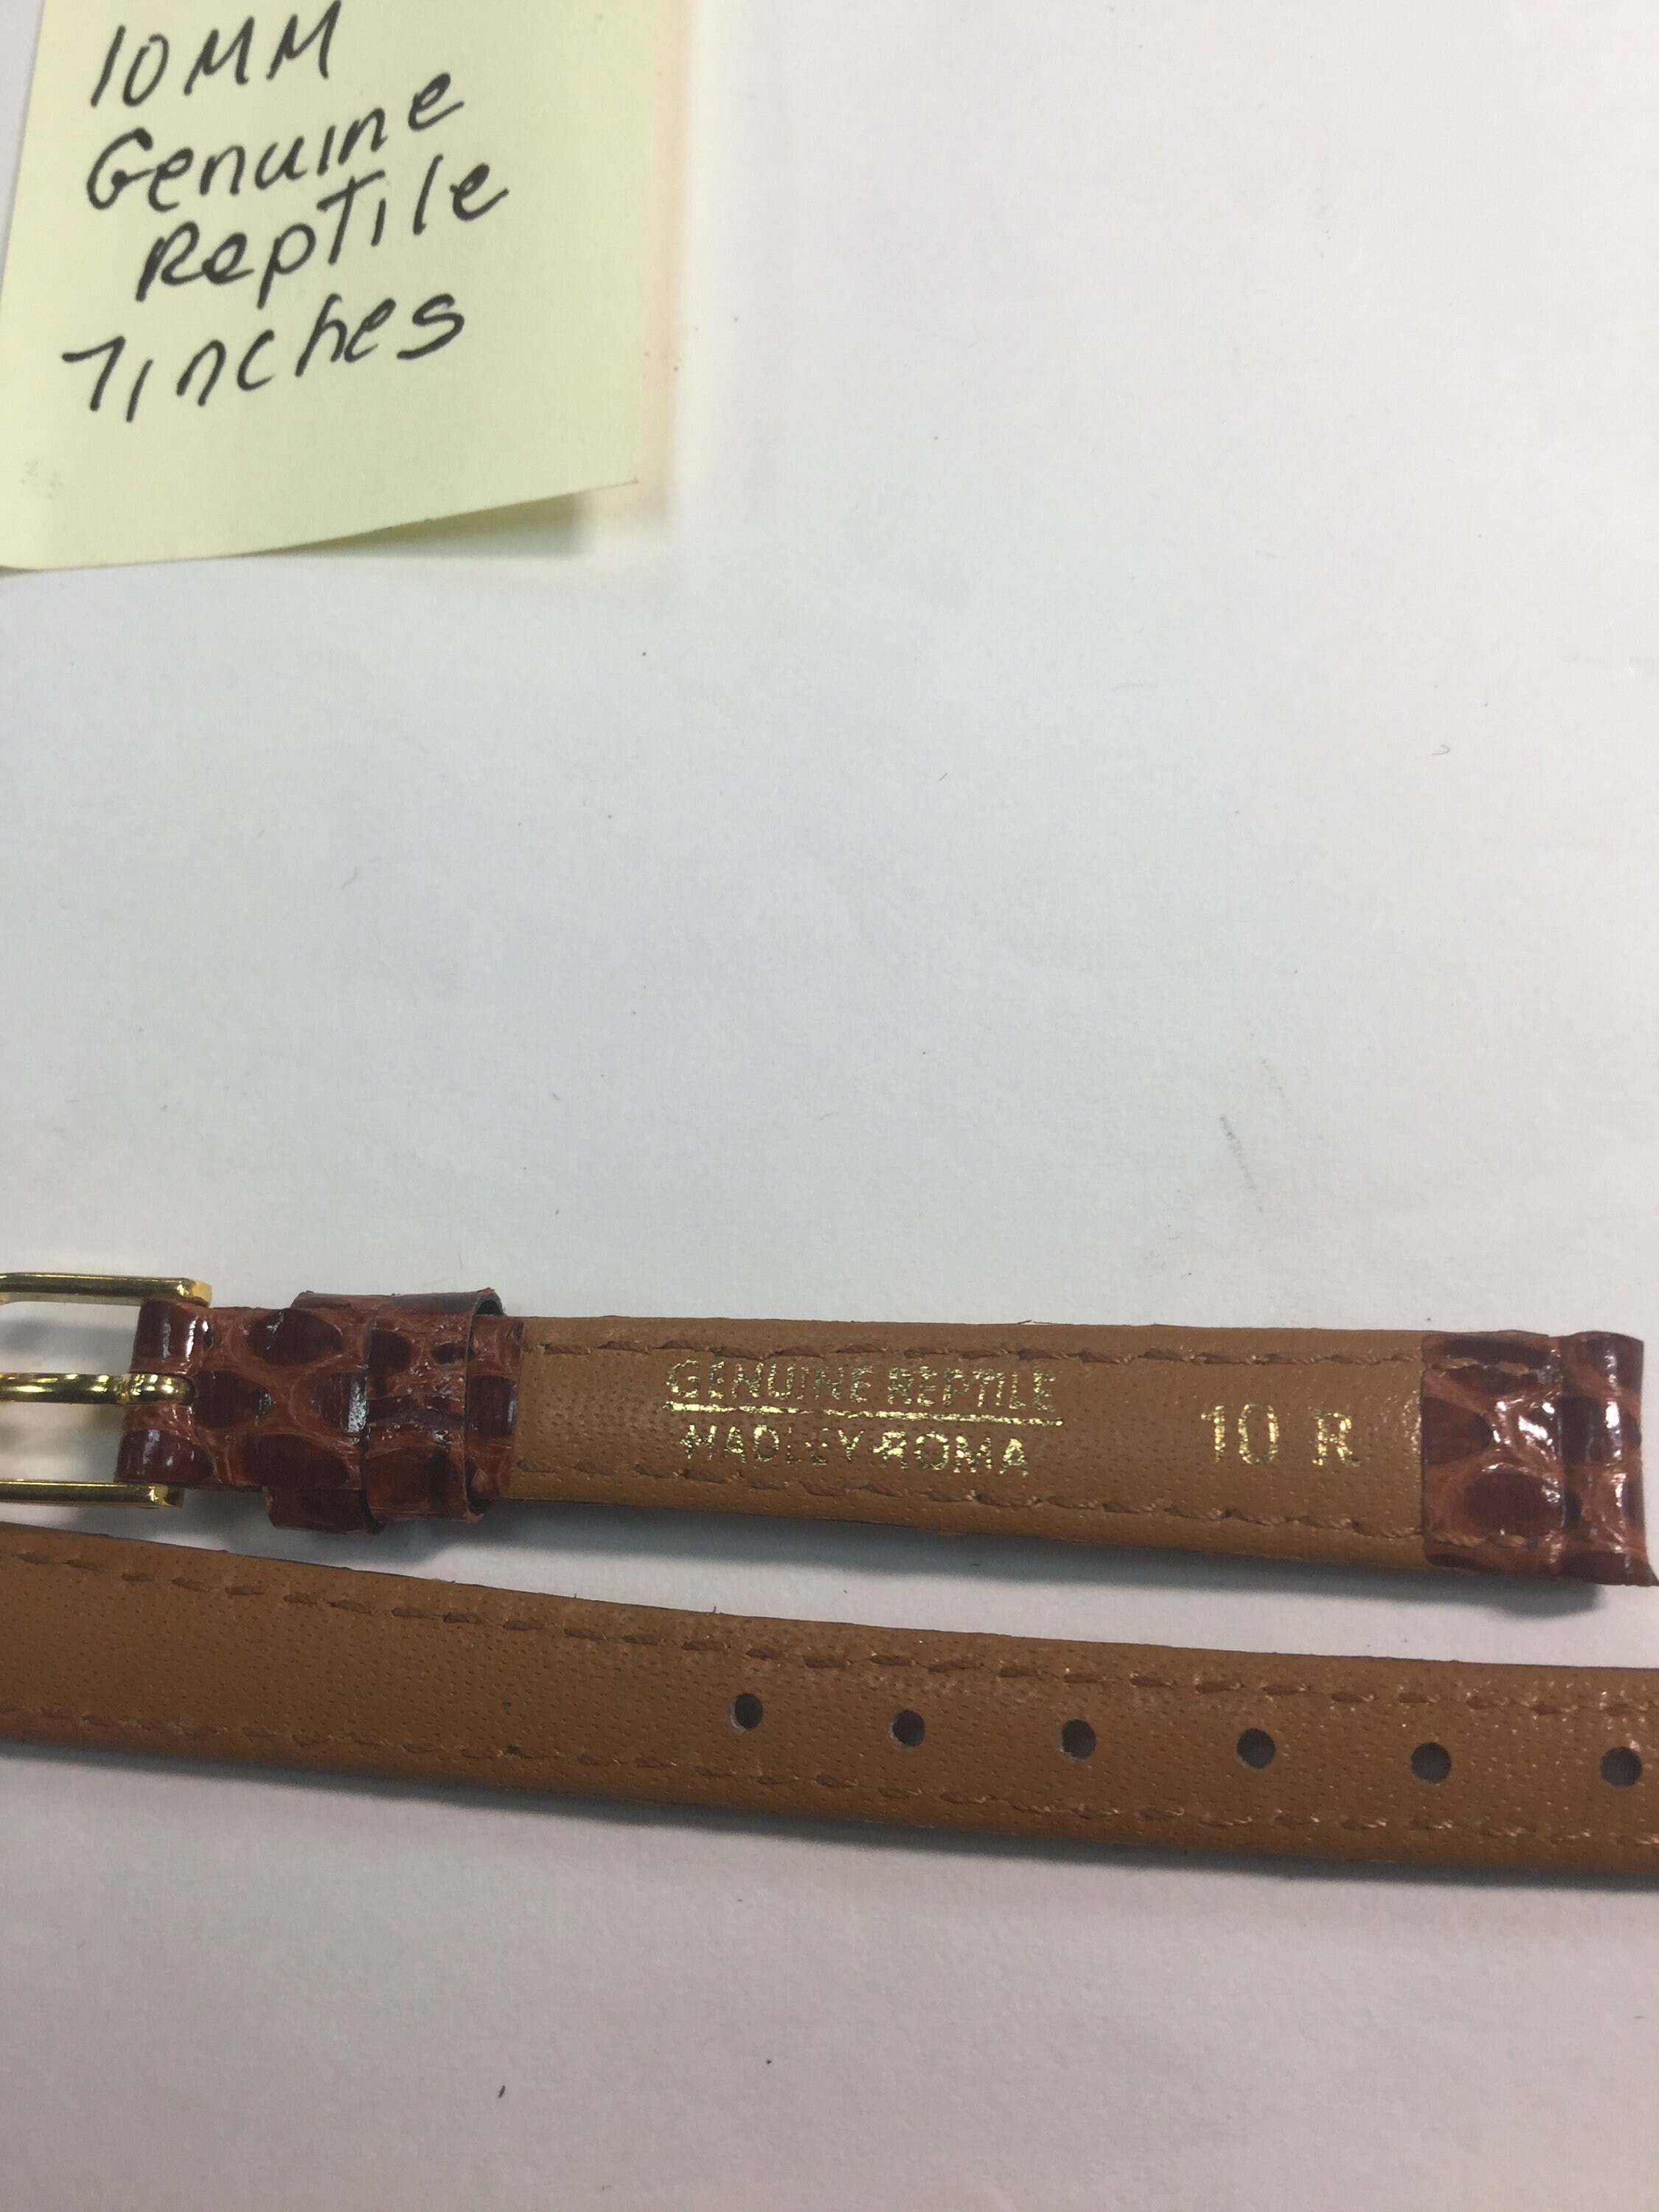 10MM
Genuine
Reptile
7inches
GENUINE REPTILE
HADLEY-ROMA
10 R